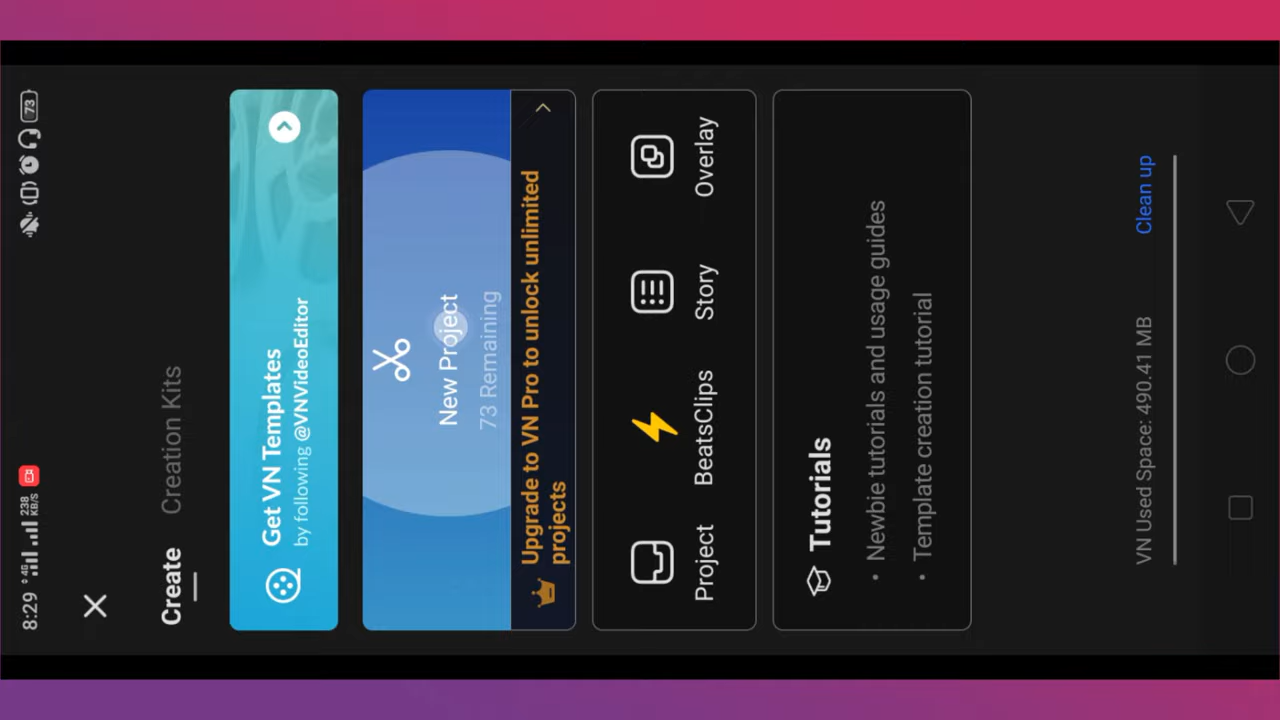 8:29
4G
238
KB/S
73
Create
Creation Kits
Get VN Templates
by following @VNVideoEditor
New Project
73 Remaining
Upgrade to VN Pro to unlock unlimited
projects
Project
BeatsClips
Story
Overlay
Tutorials
• Newbie tutorials and usage guides
• Template creation tutorial
VN Used Space: 490.41 MB
Clean up